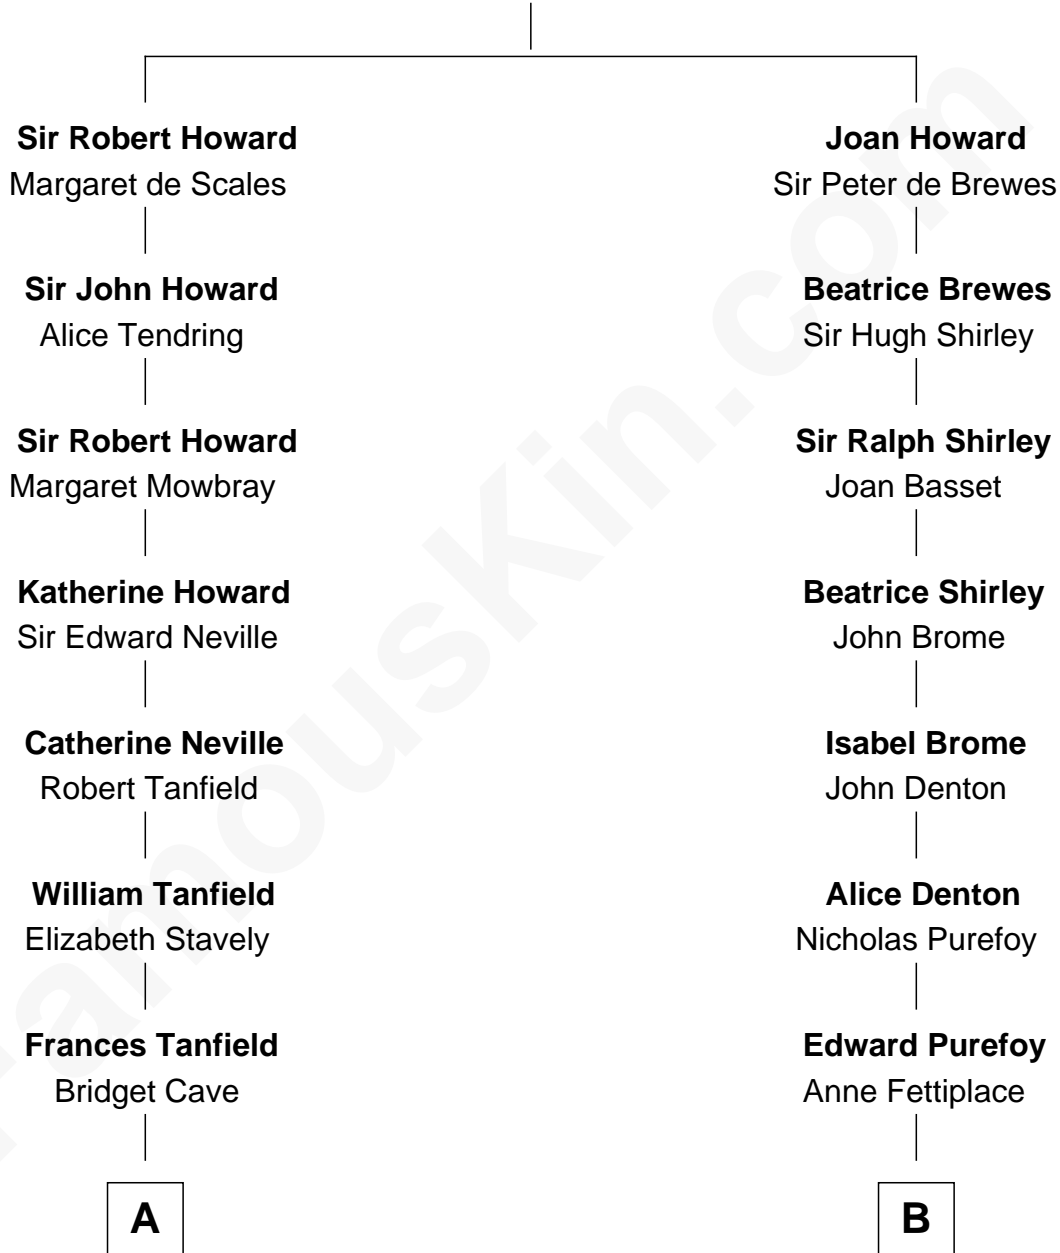 Sir Robert Howard
Margaret de Scales
Joan Howard
Sir Peter de Brewes
Sir John Howard
Alice Tendring
Beatrice Brewes
Sir Hugh Shirley
Sir Robert Howard
Margaret Mowbray
Sir Ralph Shirley
Joan Basset
Katherine Howard
Sir Edward Neville
Beatrice Shirley
John Brome
Catherine Neville
Robert Tanfield
Isabel Brome
John Denton
William Tanfield
Elizabeth Stavely
Alice Denton
Nicholas Purefoy
Frances Tanfield
Bridget Cave
Edward Purefoy
Anne Fettiplace
A
B
FamousKin.com